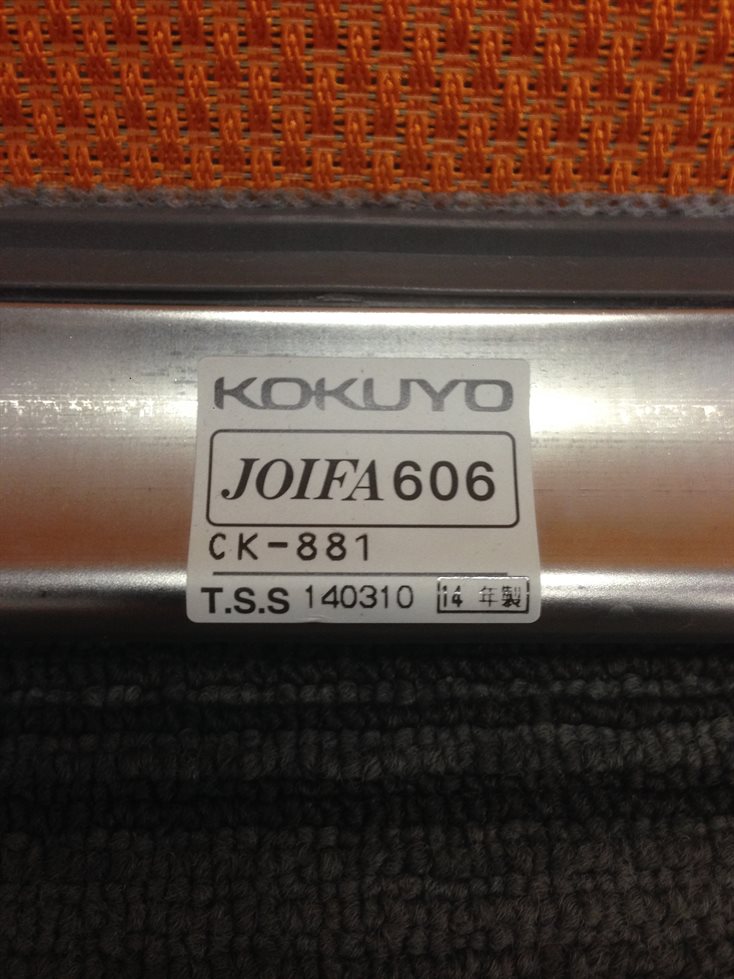 KOKUYO
JOIFA 606
CK-881
T.S.S 140310 14 年製